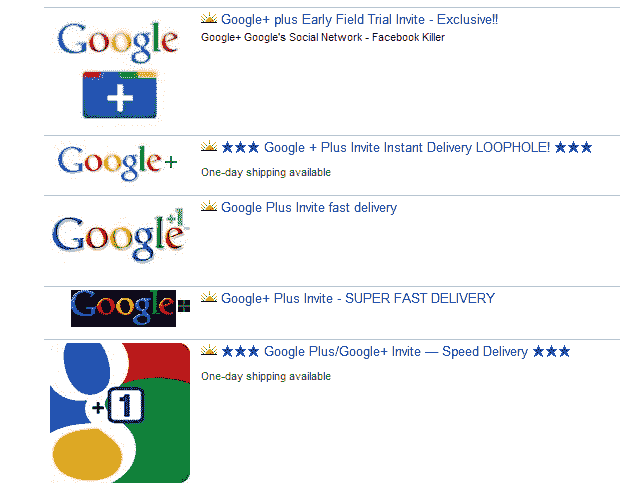 Google
+
Google+ plus Early Field Trial Invite - Exclusive!!
Google+ Google's Social Network - Facebook Killer
Google+
★★★ Google + Plus Invite Instant Delivery LOOPHOLE! ★★★
One-day shipping available
Google+1
Google Plus Invite fast delivery
Google+
Google+ Plus Invite - SUPER FAST DELIVERY
+1
★★★ Google Plus/Google+ Invite — Speed Delivery ★★★
One-day shipping available